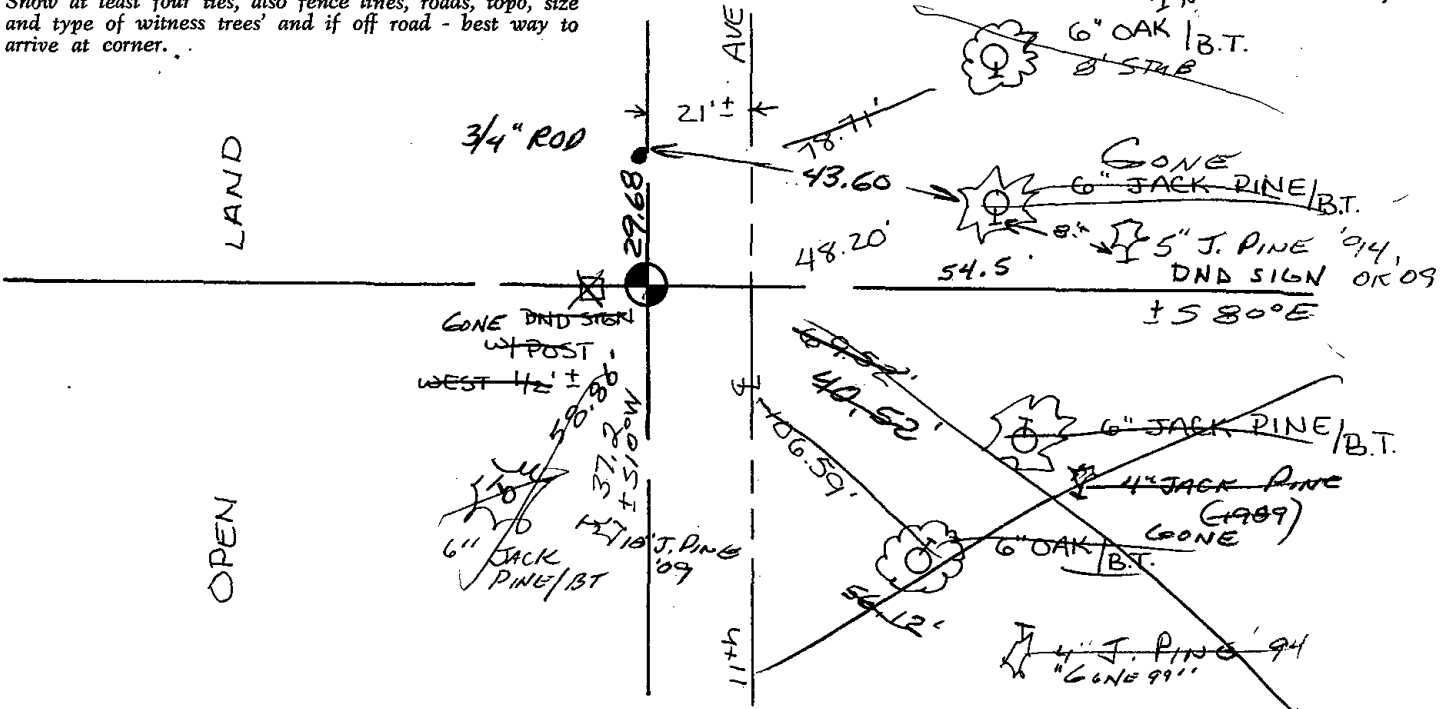 Show at least four ties, also fence lines, roads, topo, size
and type of witness trees' and if off road - best way to
arrive at corner.
AVE
6" OAK / B.T.
8' STUB
21' ±
3/4" ROD
78.71'
LAND
43.60
GONE
6" JACK PINE/B.T.
29.68
48.20'
8'±
5" J. PINE '94,
54.5'
DND SIGN OK '09
± S 80° E
GONE DND SIGN
W/ POST
WEST 1/2' ±
69.52'
40.52'
50.86'
37.2
± S10°W
℄
106.59'
6" JACK PINE/B.T.
4" JACK PINE
(1989)
GONE
6" OAK/B.T.
OPEN
6" JACK
PINE/BT
10" J. PINE
'09
56.12'
11th
4" J. PINE '94
"GONE 99"